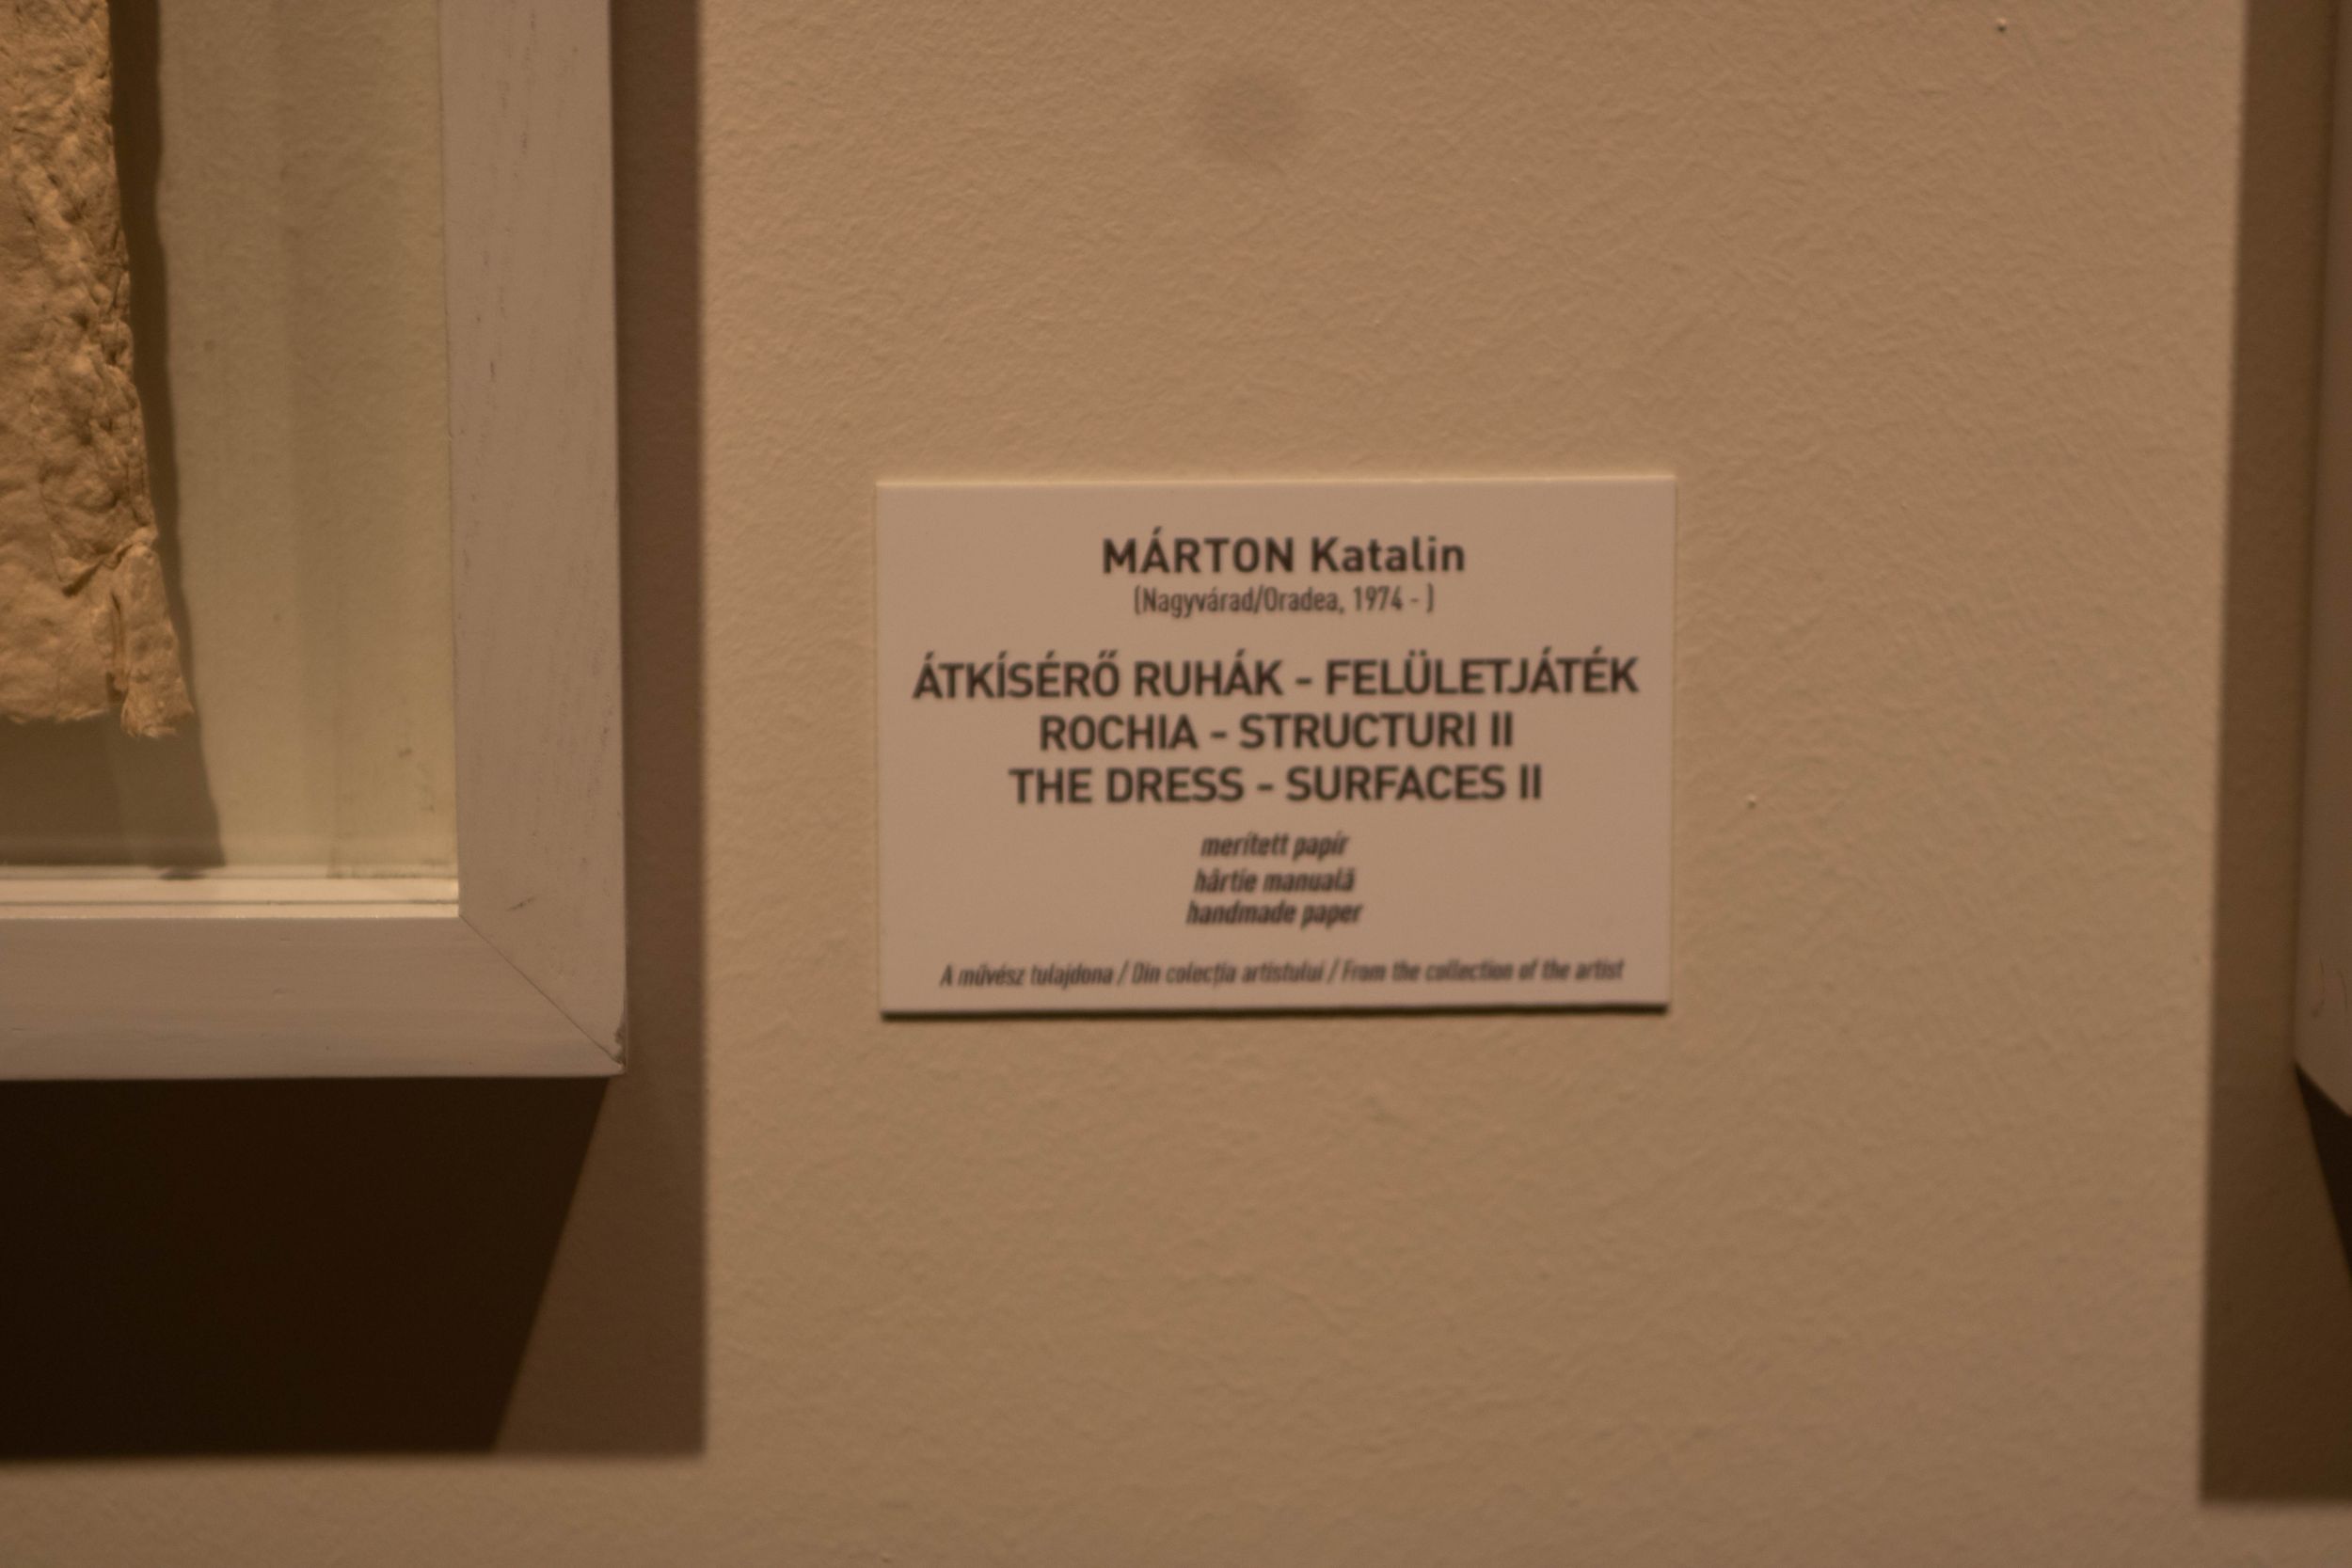 MÁRTON Katalin
(Nagyvárad/Oradea, 1974 - )
ÁTKÍSÉRŐ RUHÁK - FELÜLETJÁTÉK
ROCHIA - STRUCTURI II
THE DRESS - SURFACES II
merített papír
hârtie manuală
handmade paper
A művész tulajdona / Din colecția artistului / From the collection of the artist